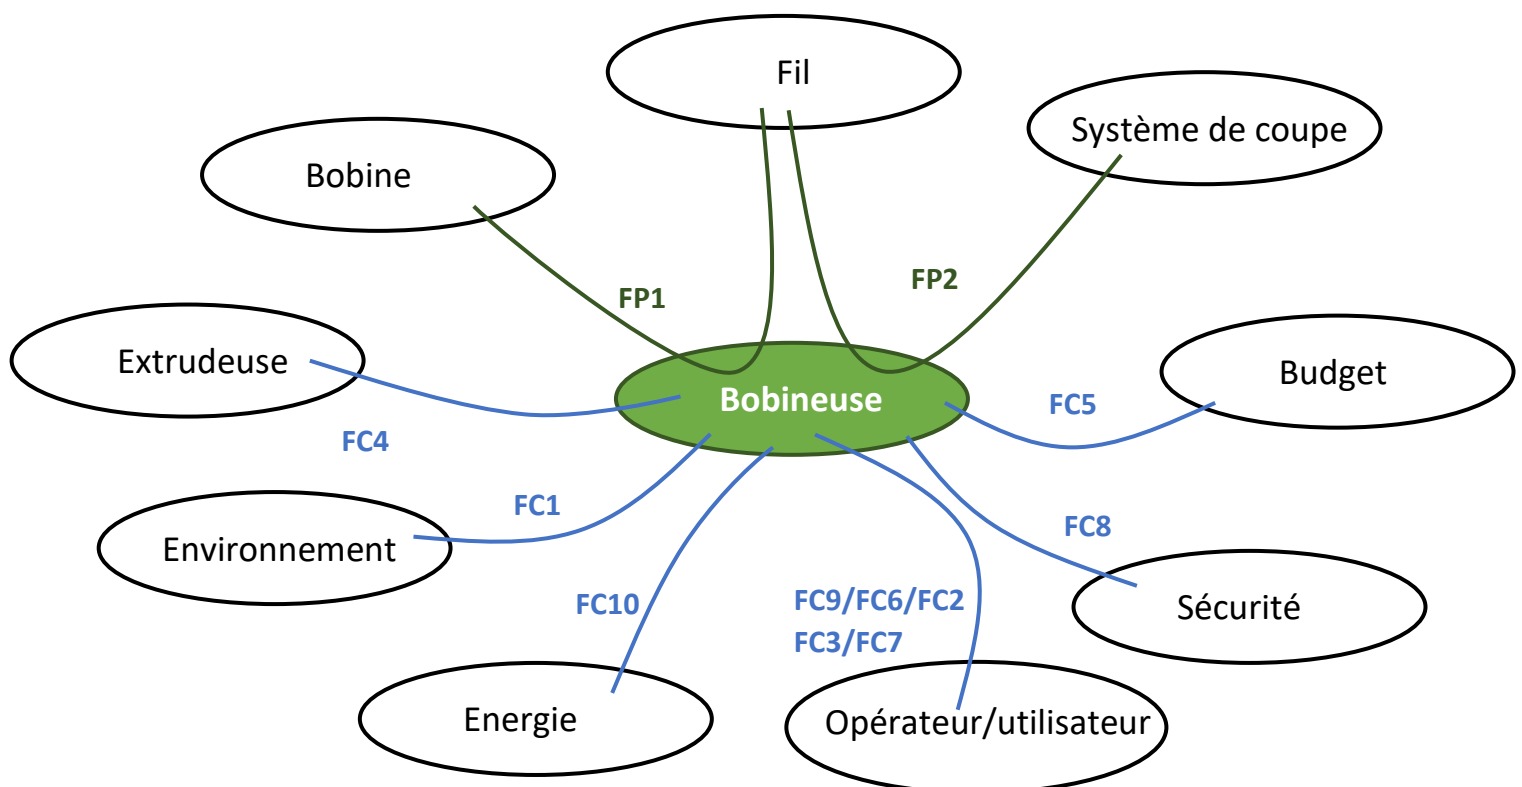 Fil
Système de coupe
Bobine
FP2
FP1
Extrudeuse
Budget
Bobineuse
FC5
FC4
FC1
FC8
Environnement
FC10
FC9/FC6/FC2
FC3/FC7
Sécurité
Energie
Opérateur/utilisateur